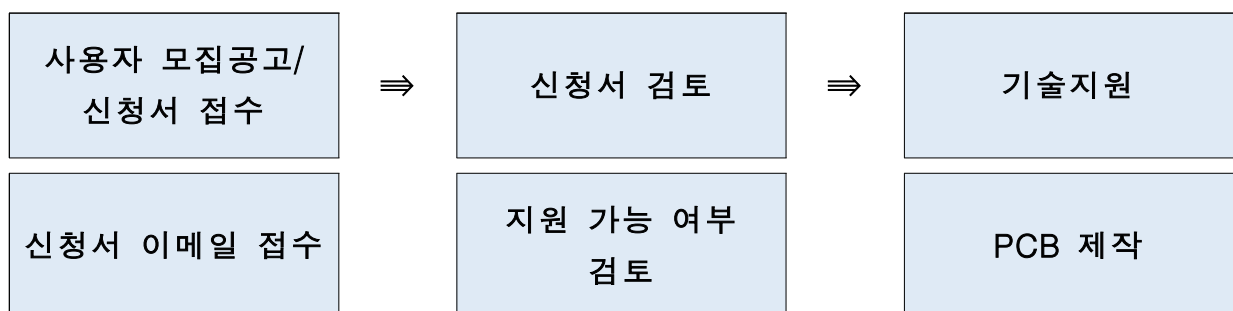 사용자 모집공고/
신청서 접수
⇛
신청서 검토
⇛
기술지원
신청서 이메일 접수
지원 가능 여부
검토
PCB 제작